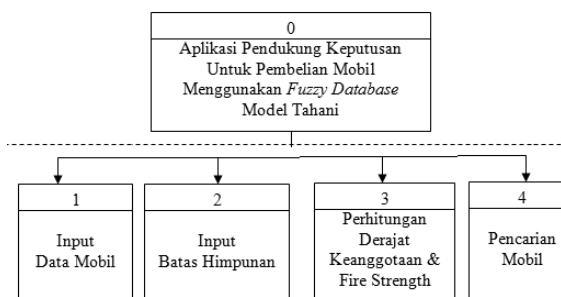 0
Aplikasi Pendukung Keputusan
Untuk Pembelian Mobil
Menggunakan Fuzzy Database
Model Tahani
1
Input
Data Mobil
2
Input
Batas Himpunan
3
Perhitungan
Derajat
Keanggotaan &
Fire Strength
4
Pencarian
Mobil